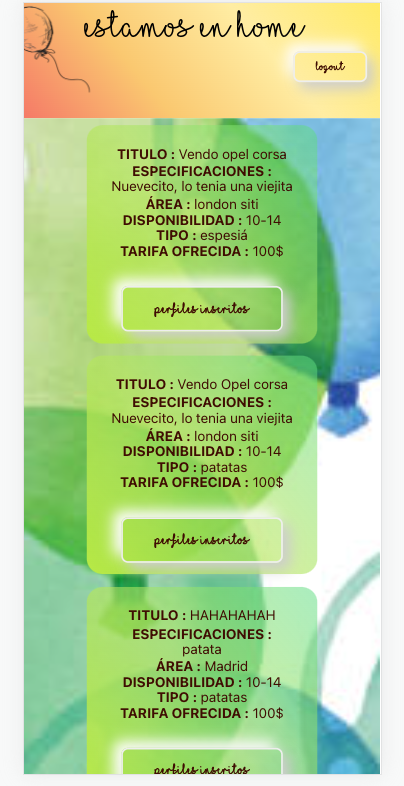 estamos en home
logout
TITULO : Vendo opel corsa
ESPECIFICACIONES :
Nuevecito, lo tenia una viejita
ÁREA : london siti
DISPONIBILIDAD : 10-14
TIPO : espesiá
TARIFA OFRECIDA : 100$
perfiles inscritos
TITULO : Vendo Opel corsa
ESPECIFICACIONES :
Nuevecito, lo tenia una viejita
ÁREA : london siti
DISPONIBILIDAD : 10-14
TIPO : patatas
TARIFA OFRECIDA : 100$
perfiles inscritos
TITULO : HAHAHAHAH
ESPECIFICACIONES :
patata
ÁREA : Madrid
DISPONIBILIDAD : 10-14
TIPO : patatas
TARIFA OFRECIDA : 100$
perfiles inscritos